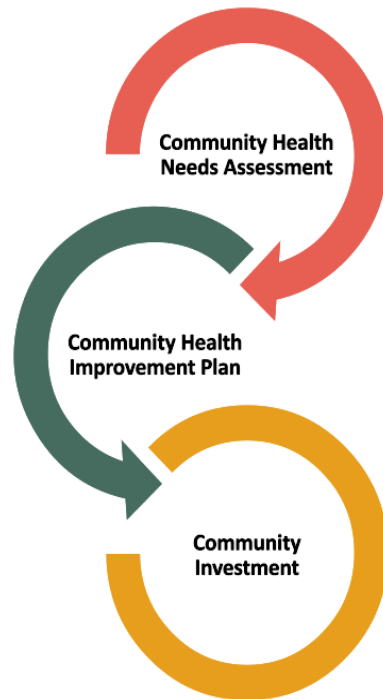 Community Health
Needs Assessment
Community Health
Improvement Plan
Community
Investment